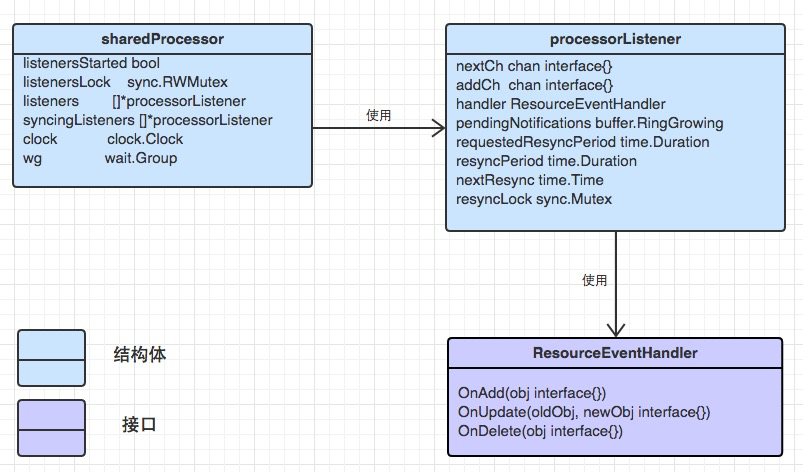 sharedProcessor
listenersStarted bool
listenersLock sync.RWMutex
listeners []*processorListener
syncingListeners []*processorListener
clock clock.Clock
wg wait.Group
使用
processorListener
nextCh chan interface{}
addCh chan interface{}
handler ResourceEventHandler
pendingNotifications buffer.RingGrowing
requestedResyncPeriod time.Duration
resyncPeriod time.Duration
nextResync time.Time
resyncLock sync.Mutex
使用
ResourceEventHandler
OnAdd(obj interface{})
OnUpdate(oldObj, newObj interface{})
OnDelete(obj interface{})
结构体
接口